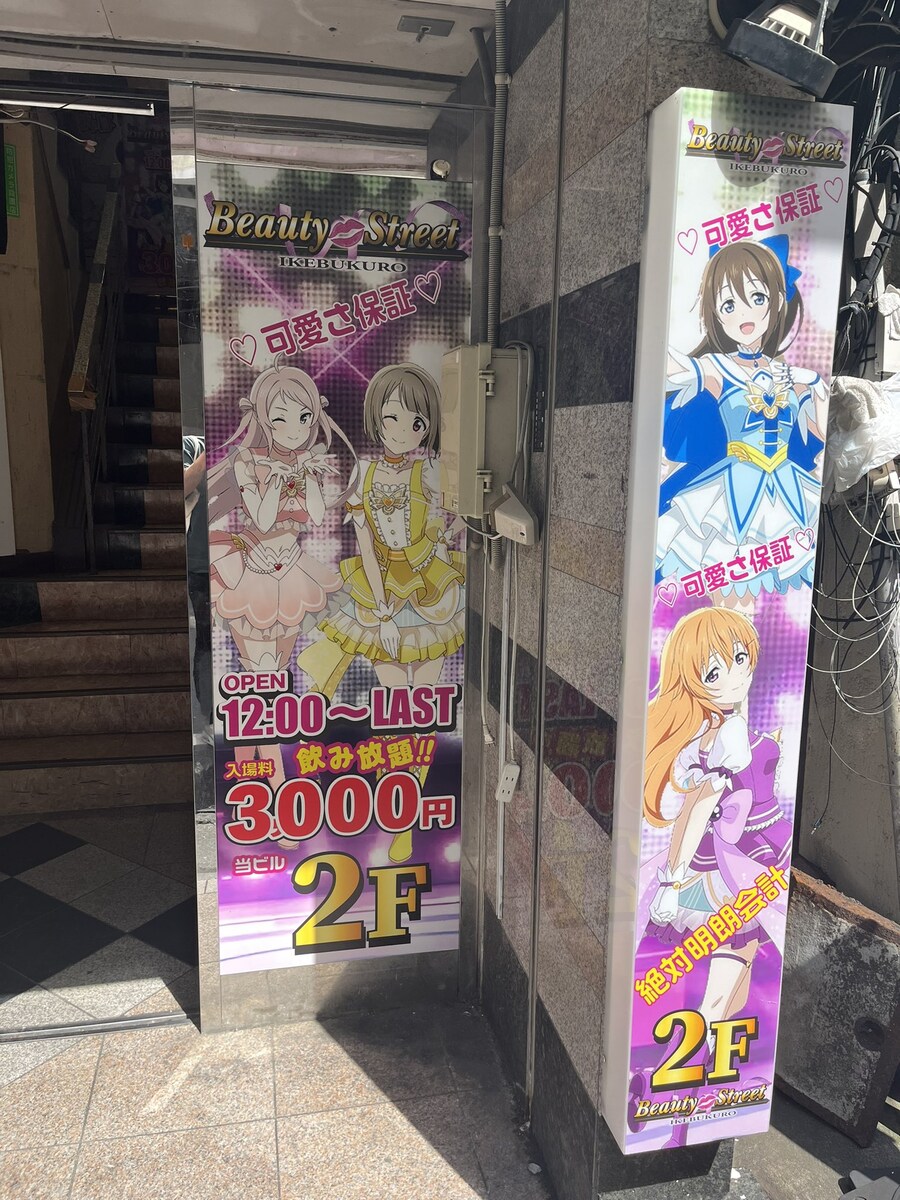 Beauty Street
IKEBUKURO
♡可愛さ保証♡
OPEN
12:00~LAST
飲み放題!!
入場料
3,000円
当ビル
2F
Beauty Street
IKEBUKURO
♡可愛さ保証♡
♡可愛さ保証♡
絶対明朗会計
2F
Beauty Street
IKEBUKURO